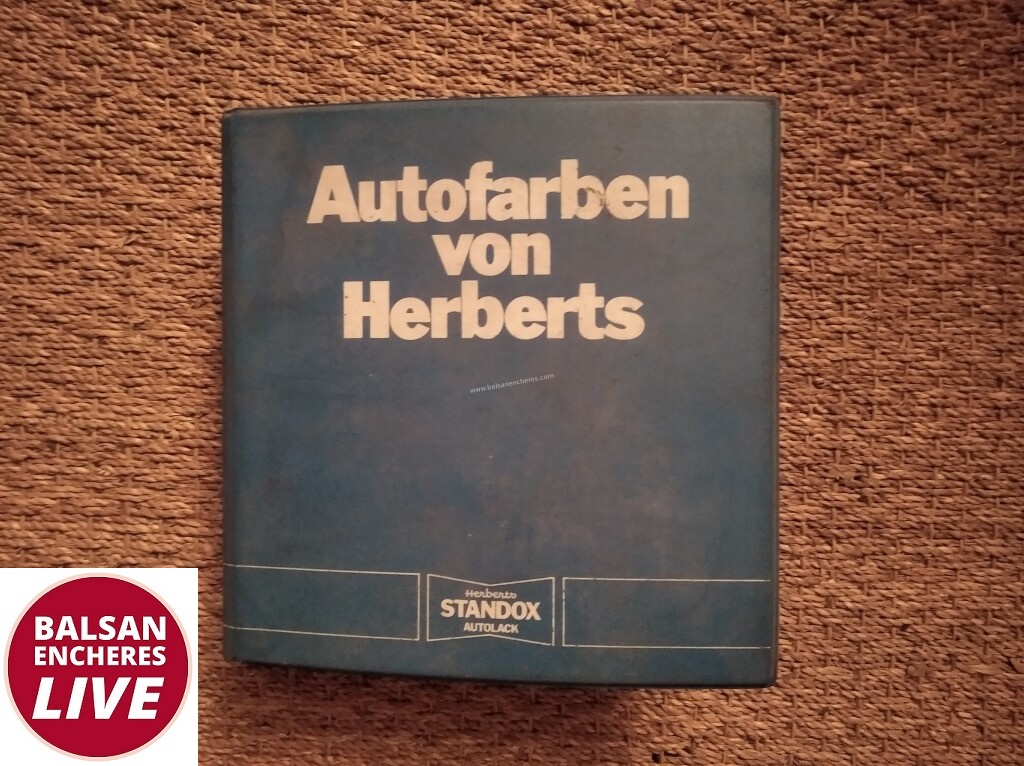 Autofarben
von
Herberts
www.balsanencheres.com
Herberts
STANDOX
AUTOLACK
BALSAN
ENCHERES
LIVE